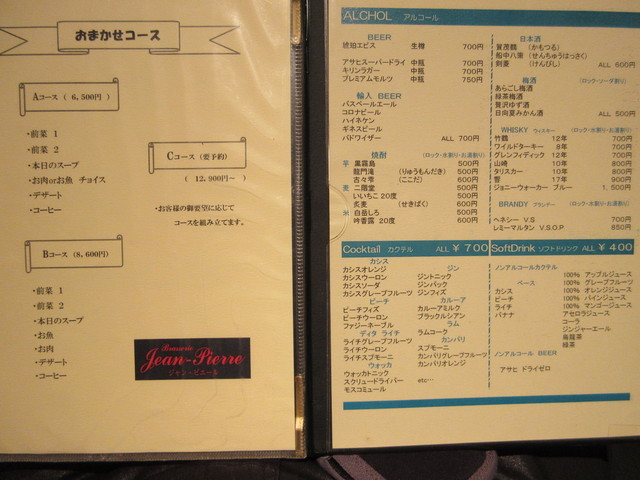 おまかせコース
Aコース （ 6,500円 ）
・前菜 1
・前菜 2
・本日のスープ
・お肉orお魚 チョイス
・デザート
・コーヒー
Cコース （要予約）
（ 12,900円～ ）
・お客様の御要望に応じて
コースを組み立てます。
Bコース （8,600円）
・前菜 1
・前菜 2
・本日のスープ
・お魚
・お肉
・デザート
・コーヒー
Brasserie
Jean-Pierre
ジャン・ピエール
ALCHOL アルコール
BEER
琥珀エビス 生樽 700円
アサヒスーパードライ 中瓶 700円
キリンラガー 中瓶 700円
プレミアムモルツ 中瓶 750円
輸入 BEER
バスペールエール
コロナビール
ハイネケン
ギネスビール
バドワイザー ALL 700円
焼酎 （ロック・水割り・お湯割り）
芋 黒霧島 500円
龍門滝 （りゅうもんだき） 500円
吉々零 （ここだ） 600円
麦 二階堂 500円
いいちこ 20度 500円
炙麦 （せきばく） 600円
米 白岳しろ 500円
吟香露 20度 600円
日本酒
賀茂鶴 （かもつる）
船中八策 （せんちゅうはっさく）
剣菱 （けんびし） ALL 600円
梅酒 （ロック・ソーダ割り）
あらごし梅酒
緑茶梅酒
贅沢ゆず酒
日向夏みかん酒 ALL 500円
WHISKY ウィスキー （ロック・水割り・お湯割り）
竹鶴 12年 700円
ワイルドターキー 8年 700円
グレンフィディック 12年 700円
山崎 10年 800円
タリスカー 10年 800円
響 17年 900円
ジョニーウォーカー ブルー 1,500円
BRANDY ブランデー （ロック・水割り・お湯割り）
ヘネシー V.S 700円
レミーマルタン V.S.O.P 850円
Cocktail カクテル ALL ￥700
カシス
カシスオレンジ
カシスウーロン
カシスソーダ
カシスグレープフルーツ
ピーチ
ピーチフィズ
ピーチウーロン
ファジーネーブル
ディタ ライチ
ライチグレープフルーツ
ライチウーロン
ライチスプモーニ
ウォッカ
ウォッカトニック
スクリュードライバー
モスコミュール
ジン
ジントニック
ジンバック
ジンフィズ
カルーア
カルーアミルク
ブラックルシアン
ラム
ラムコーク
カンパリ
スプモーニ
カンパリグレープフルーツ
カンパリオレンジ
etc…
SoftDrink ソフトドリンク ALL ￥400
ノンアルコールカクテル
ベース
カシス
ピーチ
ライチ
バナナ
100% アップルジュース
100% グレープフルーツ
100% オレンジジュース
100% パインジュース
100% マンゴージュース
アセロラジュース
コーラ
ジンジャーエール
烏龍茶
緑茶
ノンアルコール BEER
アサヒ ドライゼロ